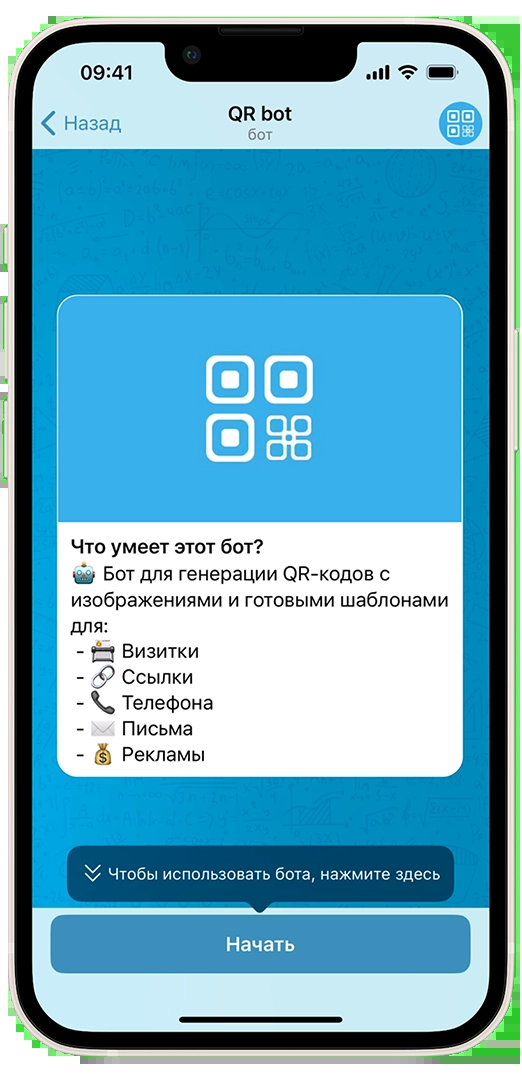 09:41
Назад
QR bot
бот
Что умеет этот бот?
🤖 Бот для генерации QR-кодов с
изображениями и готовыми шаблонами
для:
- 📇 Визитки
- 🔗 Ссылки
- 📞 Телефона
- ✉️ Письма
- 💰 Рекламы
Чтобы использовать бота, нажмите здесь
Начать